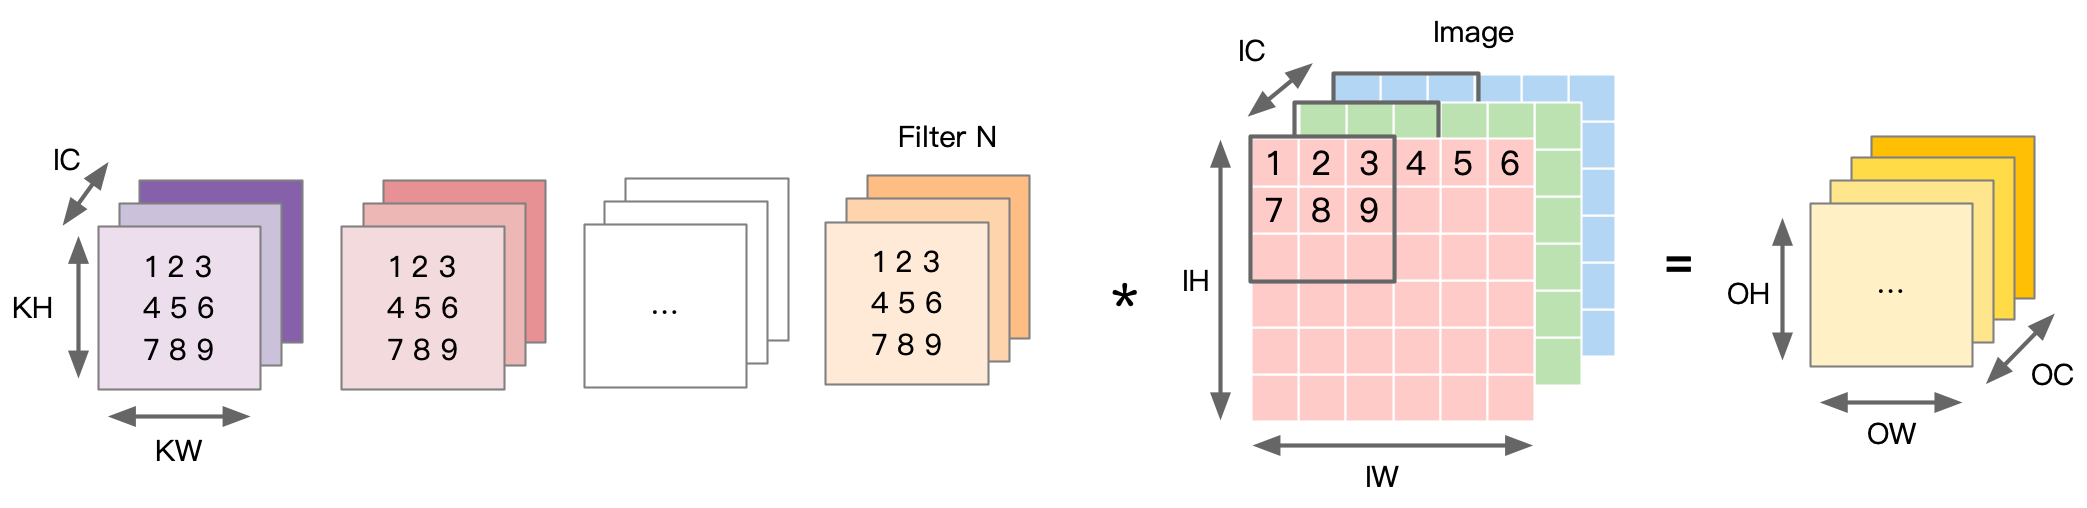 IC
KH
1 2 3
4 5 6
7 8 9
KW
1 2 3
4 5 6
7 8 9
...
Filter N
1 2 3
4 5 6
7 8 9
*
Image
IC
IH
1 2 3 4 5 6
7 8 9
IW
=
OH
...
OW
OC